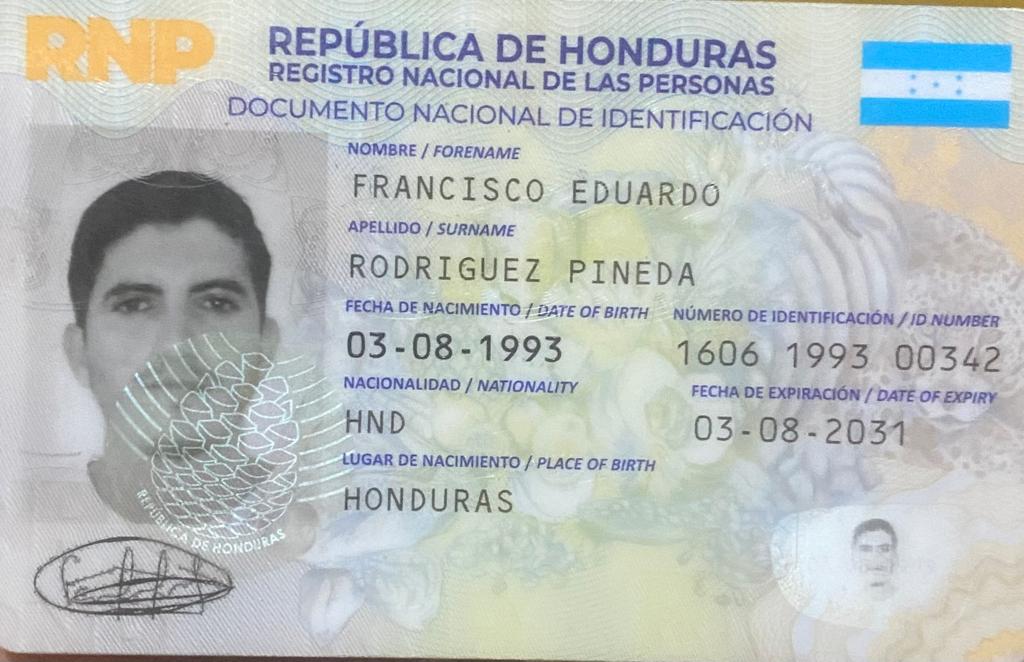 RNP
REPÚBLICA DE HONDURAS
REGISTRO NACIONAL DE LAS PERSONAS
DOCUMENTO NACIONAL DE IDENTIFICACIÓN
NOMBRE / FORENAME
FRANCISCO EDUARDO
APELLIDO / SURNAME
RODRIGUEZ PINEDA
FECHA DE NACIMIENTO / DATE OF BIRTH
03-08-1993
NÚMERO DE IDENTIFICACIÓN / ID NUMBER
1606 1993 00342
NACIONALIDAD / NATIONALITY
HND
FECHA DE EXPIRACIÓN / DATE OF EXPIRY
03-08-2031
LUGAR DE NACIMIENTO / PLACE OF BIRTH
HONDURAS
REPÚBLICA DE HONDURAS